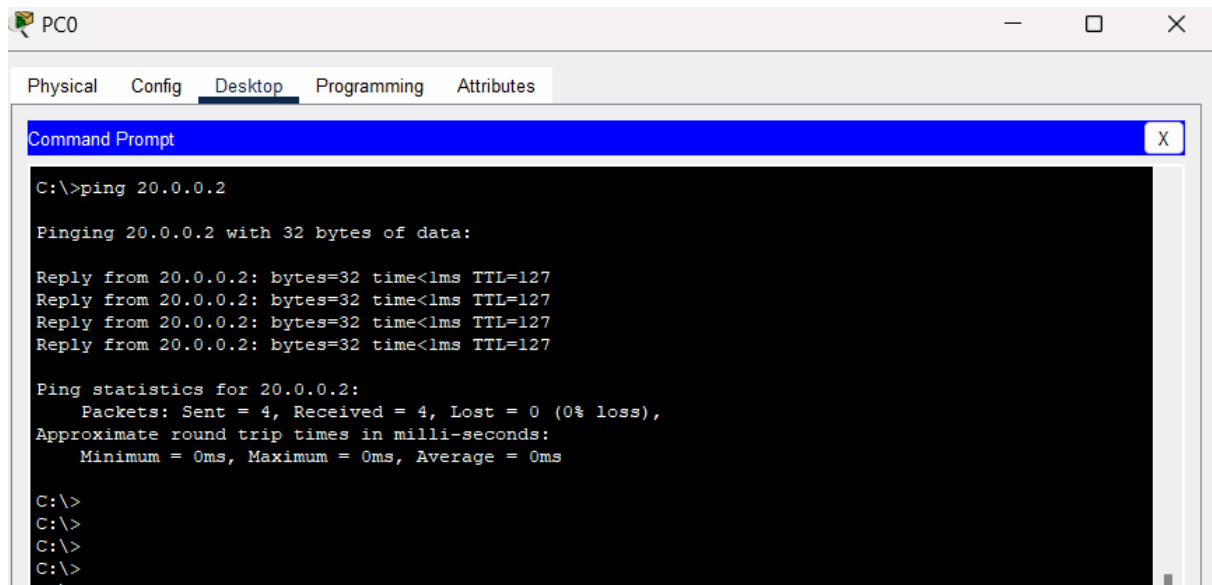 PC0
Physical Config Desktop Programming Attributes
Command Prompt
X
C:\>ping 20.0.0.2
Pinging 20.0.0.2 with 32 bytes of data:
Reply from 20.0.0.2: bytes=32 time<1ms TTL=127
Reply from 20.0.0.2: bytes=32 time<1ms TTL=127
Reply from 20.0.0.2: bytes=32 time<1ms TTL=127
Reply from 20.0.0.2: bytes=32 time<1ms TTL=127
Ping statistics for 20.0.0.2:
Packets: Sent = 4, Received = 4, Lost = 0 (0% loss),
Approximate round trip times in milli-seconds:
Minimum = 0ms, Maximum = 0ms, Average = 0ms
C:\>
C:\>
C:\>
C:\>